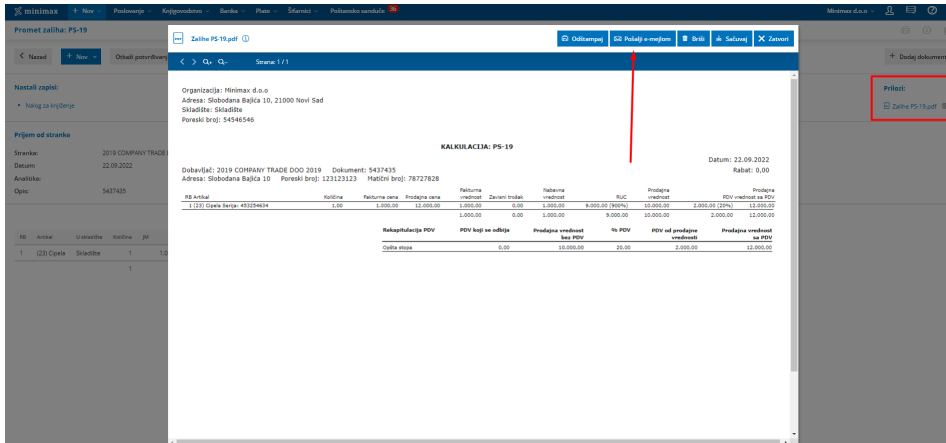 minimax + Nov Poslovanje Knjigovodstvo Banka Plate Šifarnici Poštansko sanduče 36 Minimax d.o.o
Promet zaliha: PS-19
Zalihe PS-19.pdf
Odštampaj Pošalji e-mejlom Briši Sačuvaj Zatvori
Nazad + Nov Otkaži + Dodaj dokument
Strana: 1 / 1
Nastali zapisi:
Nalog za knjiženje
Prilozi:
Zalihe PS-19.pdf
Prijem od stranke
Stranka: 2019 COMPANY TRADE
Datum: 22.09.2022
Analitika:
Opis: 5437435
RB Artikal U skladište Količina JM
1 (23) Cipela Skladište 1 1.0
1
Organizacija: Minimax d.o.o
Adresa: Slobodana Bajića 10, 21000 Novi Sad
Skladište: Skladište
Poreski broj: 54546546
KALKULACIJA: PS-19
Datum: 22.09.2022
Dobavljač: 2019 COMPANY TRADE DOO 2019 Dokument: 5437435 Rabat: 0,00
Adresa: Slobodana Bajića 10 Poreski broj: 123123123 Matični broj: 78727828
RB Artikal Količina Fakturna cena Prodajna cena Fakturna vrednost Zavisni trošak Nabavna vrednost RUC Prodajna vrednost PDV Prodajna vrednost sa PDV
1 (23) Cipela Serija: 453254634 1.00 1.000.00 12.000.00 1.000.00 0.00 1.000.00 9.000.00 (900%) 10.000.00 2.000.00 (20%) 12.000.00
1.000.00 0.00 1.000.00 9.000.00 10.000.00 2.000.00 12.000.00
Rekapitulacija PDV PDV koji se odbija Prodajna vrednost bez PDV % PDV PDV od prodajne vrednosti Prodajna vrednost sa PDV
Opšta stopa 0.00 10.000.00 20.00 2.000.00 12.000.00